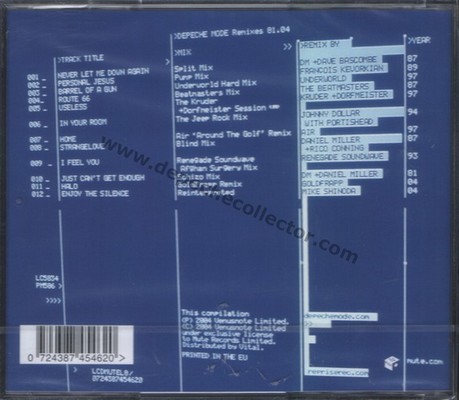 >DEPECHE MODE Remixes 81.04
>TRACK TITLE
>MIX
>>
>REMIX BY
>YEAR
001 _ NEVER LET ME DOWN AGAIN Split Mix DM +DAVE BASCOMBE 87
002 _ PERSONAL JESUS Pump Mix FRANCOIS KEVORKIAN 89
003 _ BARREL OF A GUN Underworld Hard Mix UNDERWORLD 97
004 _ ROUTE 66 Beatmasters Mix THE BEATMASTERS 87
005 _ USELESS The Kruder KRUDER +DORFMEISTER 97
+Dorfmeister Session
006 _ IN YOUR ROOM The Jeep Rock Mix JOHNNY DOLLAR 94
WITH PORTISHEAD
007 _ HOME Air "Around The Golf" Remix AIR 97
008 _ STRANGELOVE Blind Mix DANIEL MILLER 87
+RICO CONNING
009 _ I FEEL YOU Renegade Soundwave RENEGADE SOUNDWAVE 93
Afghan Surgery Mix
010 _ JUST CAN'T GET ENOUGH Schizo Mix DM +DANIEL MILLER 81
011 _ HALO Goldfrapp Remix GOLDFRAPP 04
012 _ ENJOY THE SILENCE Reinterpreted MIKE SHINODA 04
www.depechemodecollector.com
LC5834
PM506 >
>>>>
This compilation
(P) 2004 Venusnote Limited.
(C) 2004 Venusnote Limited
under exclusive license
to Mute Records Limited.
Distributed by Vital.
PRINTED IN THE EU
depechemode.com
>>
reprisерec.com
mute.com
0 724387 454620 >
LCDMUTEL8/
0724387454620